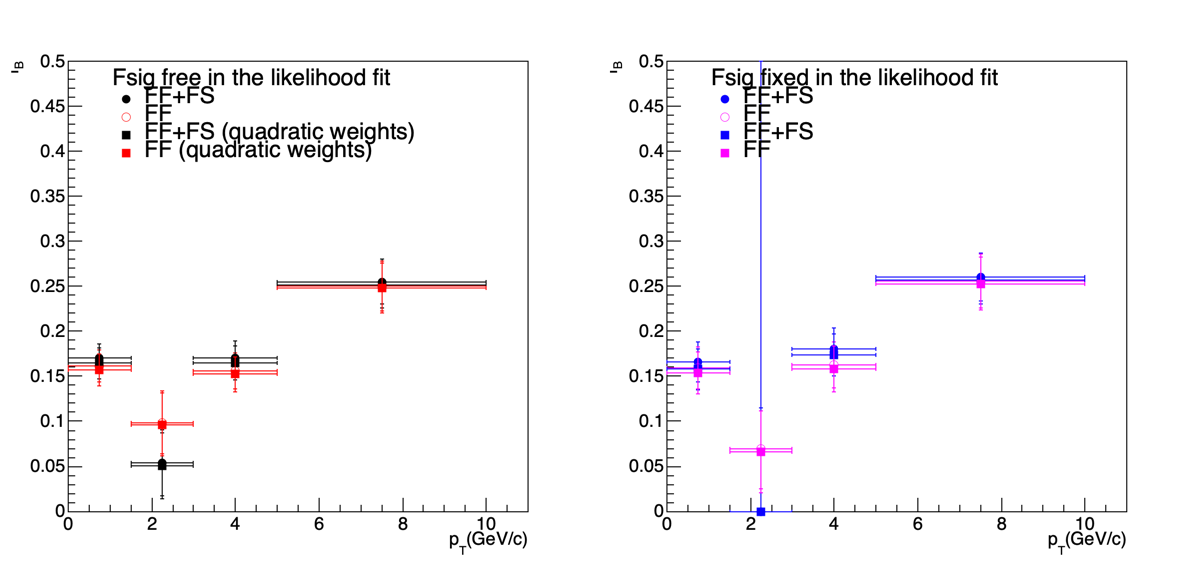 Fsig free in the likelihood fit
FF+FS
FF
FF+FS (quadratic weights)
FF (quadratic weights)
0.5
0.45
0.4
0.35
0.3
0.25
0.2
0.15
0.1
0.05
0
0 2 4 6 8 10
pT(GeV/c)
Fsig fixed in the likelihood fit
FF+FS
FF
FF+FS
FF
0.5
0.45
0.4
0.35
0.3
0.25
0.2
0.15
0.1
0.05
0
0 2 4 6 8 10
pT(GeV/c)